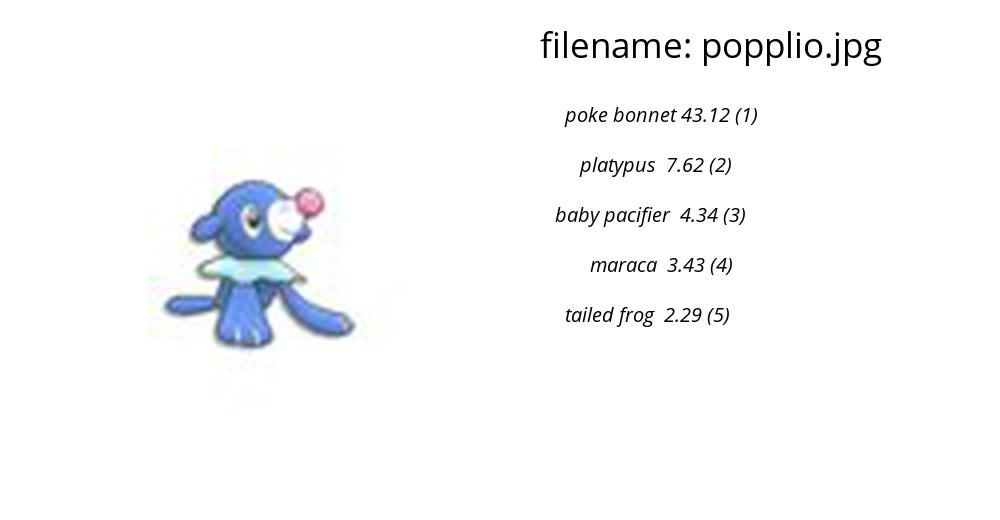 filename: popplio.jpg
poke bonnet 43.12 (1)
platypus 7.62 (2)
baby pacifier 4.34 (3)
maraca 3.43 (4)
tailed frog 2.29 (5)